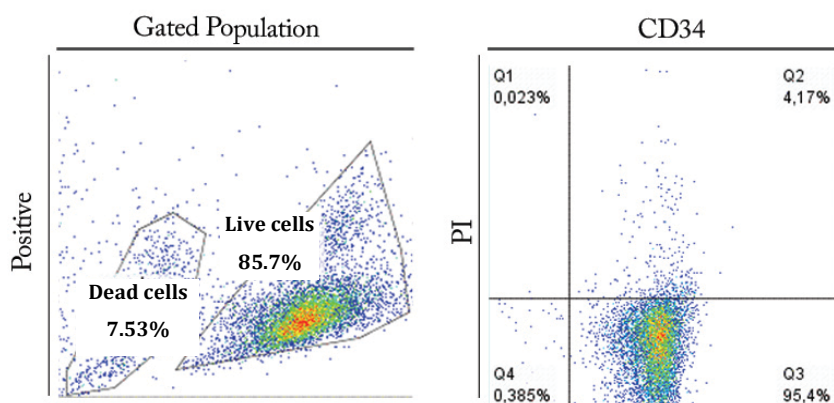 Gated Population
CD34
Positive
Live cells
85.7%
Dead cells
7.53%
PI
Q1
0,023%
Q2
4,17%
Q4
0,385%
Q3
95,4%